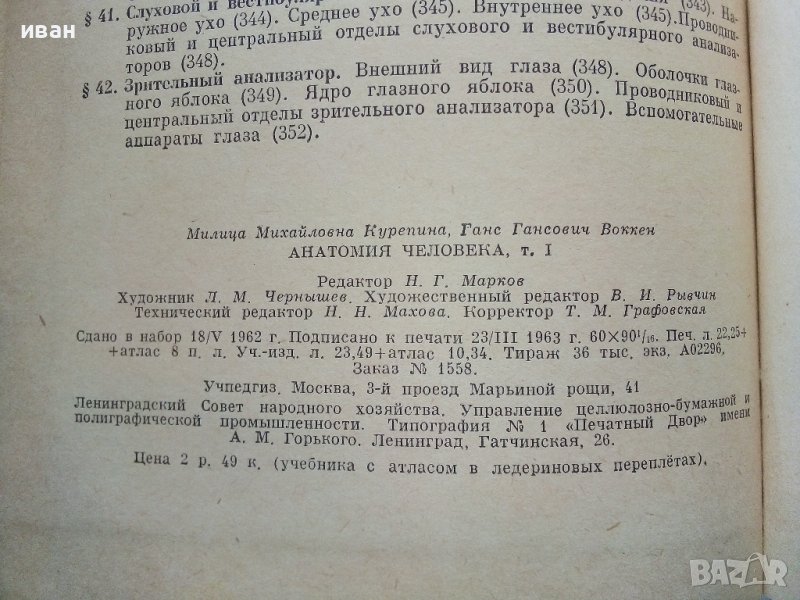 иван
§ 41. Слуховой и вестибулярн (343). На-
ружное ухо (344). Среднее ухо (345). Внутреннее ухо (345). Проводни-
ковый и центральный отделы слухового и вестибулярного анализа-
торов (348).
§ 42. Зрительный анализатор. Внешний вид глаза (348). Оболочки глаз-
ного яблока (349). Ядро глазного яблока (350). Проводниковый и
центральный отделы зрительного анализатора (351). Вспомогательные
аппараты глаза (352).
Милица Михайловна Курепина, Ганс Гансович Воккен
АНАТОМИЯ ЧЕЛОВЕКА, т. I
Редактор Н. Г. Марков
Художник Л. М. Чернышев. Художественный редактор В. И. Рывчин
Технический редактор Н. Н. Махова. Корректор Т. М. Графовская
Сдано в набор 18/V 1962 г. Подписано к печати 23/III 1963 г. 60×90¹/₁₆. Печ. л. 22,25+
+атлас 8 п. л. Уч.-изд. л. 23,49+атлас 10,34. Тираж 36 тыс. экз. А02296.
Заказ № 1558.
Учпедгиз. Москва, 3-й проезд Марьиной рощи, 41
Ленинградский Совет народного хозяйства. Управление целлюлозно-бумажной и
полиграфической промышленности. Типография № 1 «Печатный Двор» имени
А. М. Горького. Ленинград, Гатчинская, 26.
Цена 2 р. 49 к. (учебника с атласом в ледериновых переплётах).
BAZAR